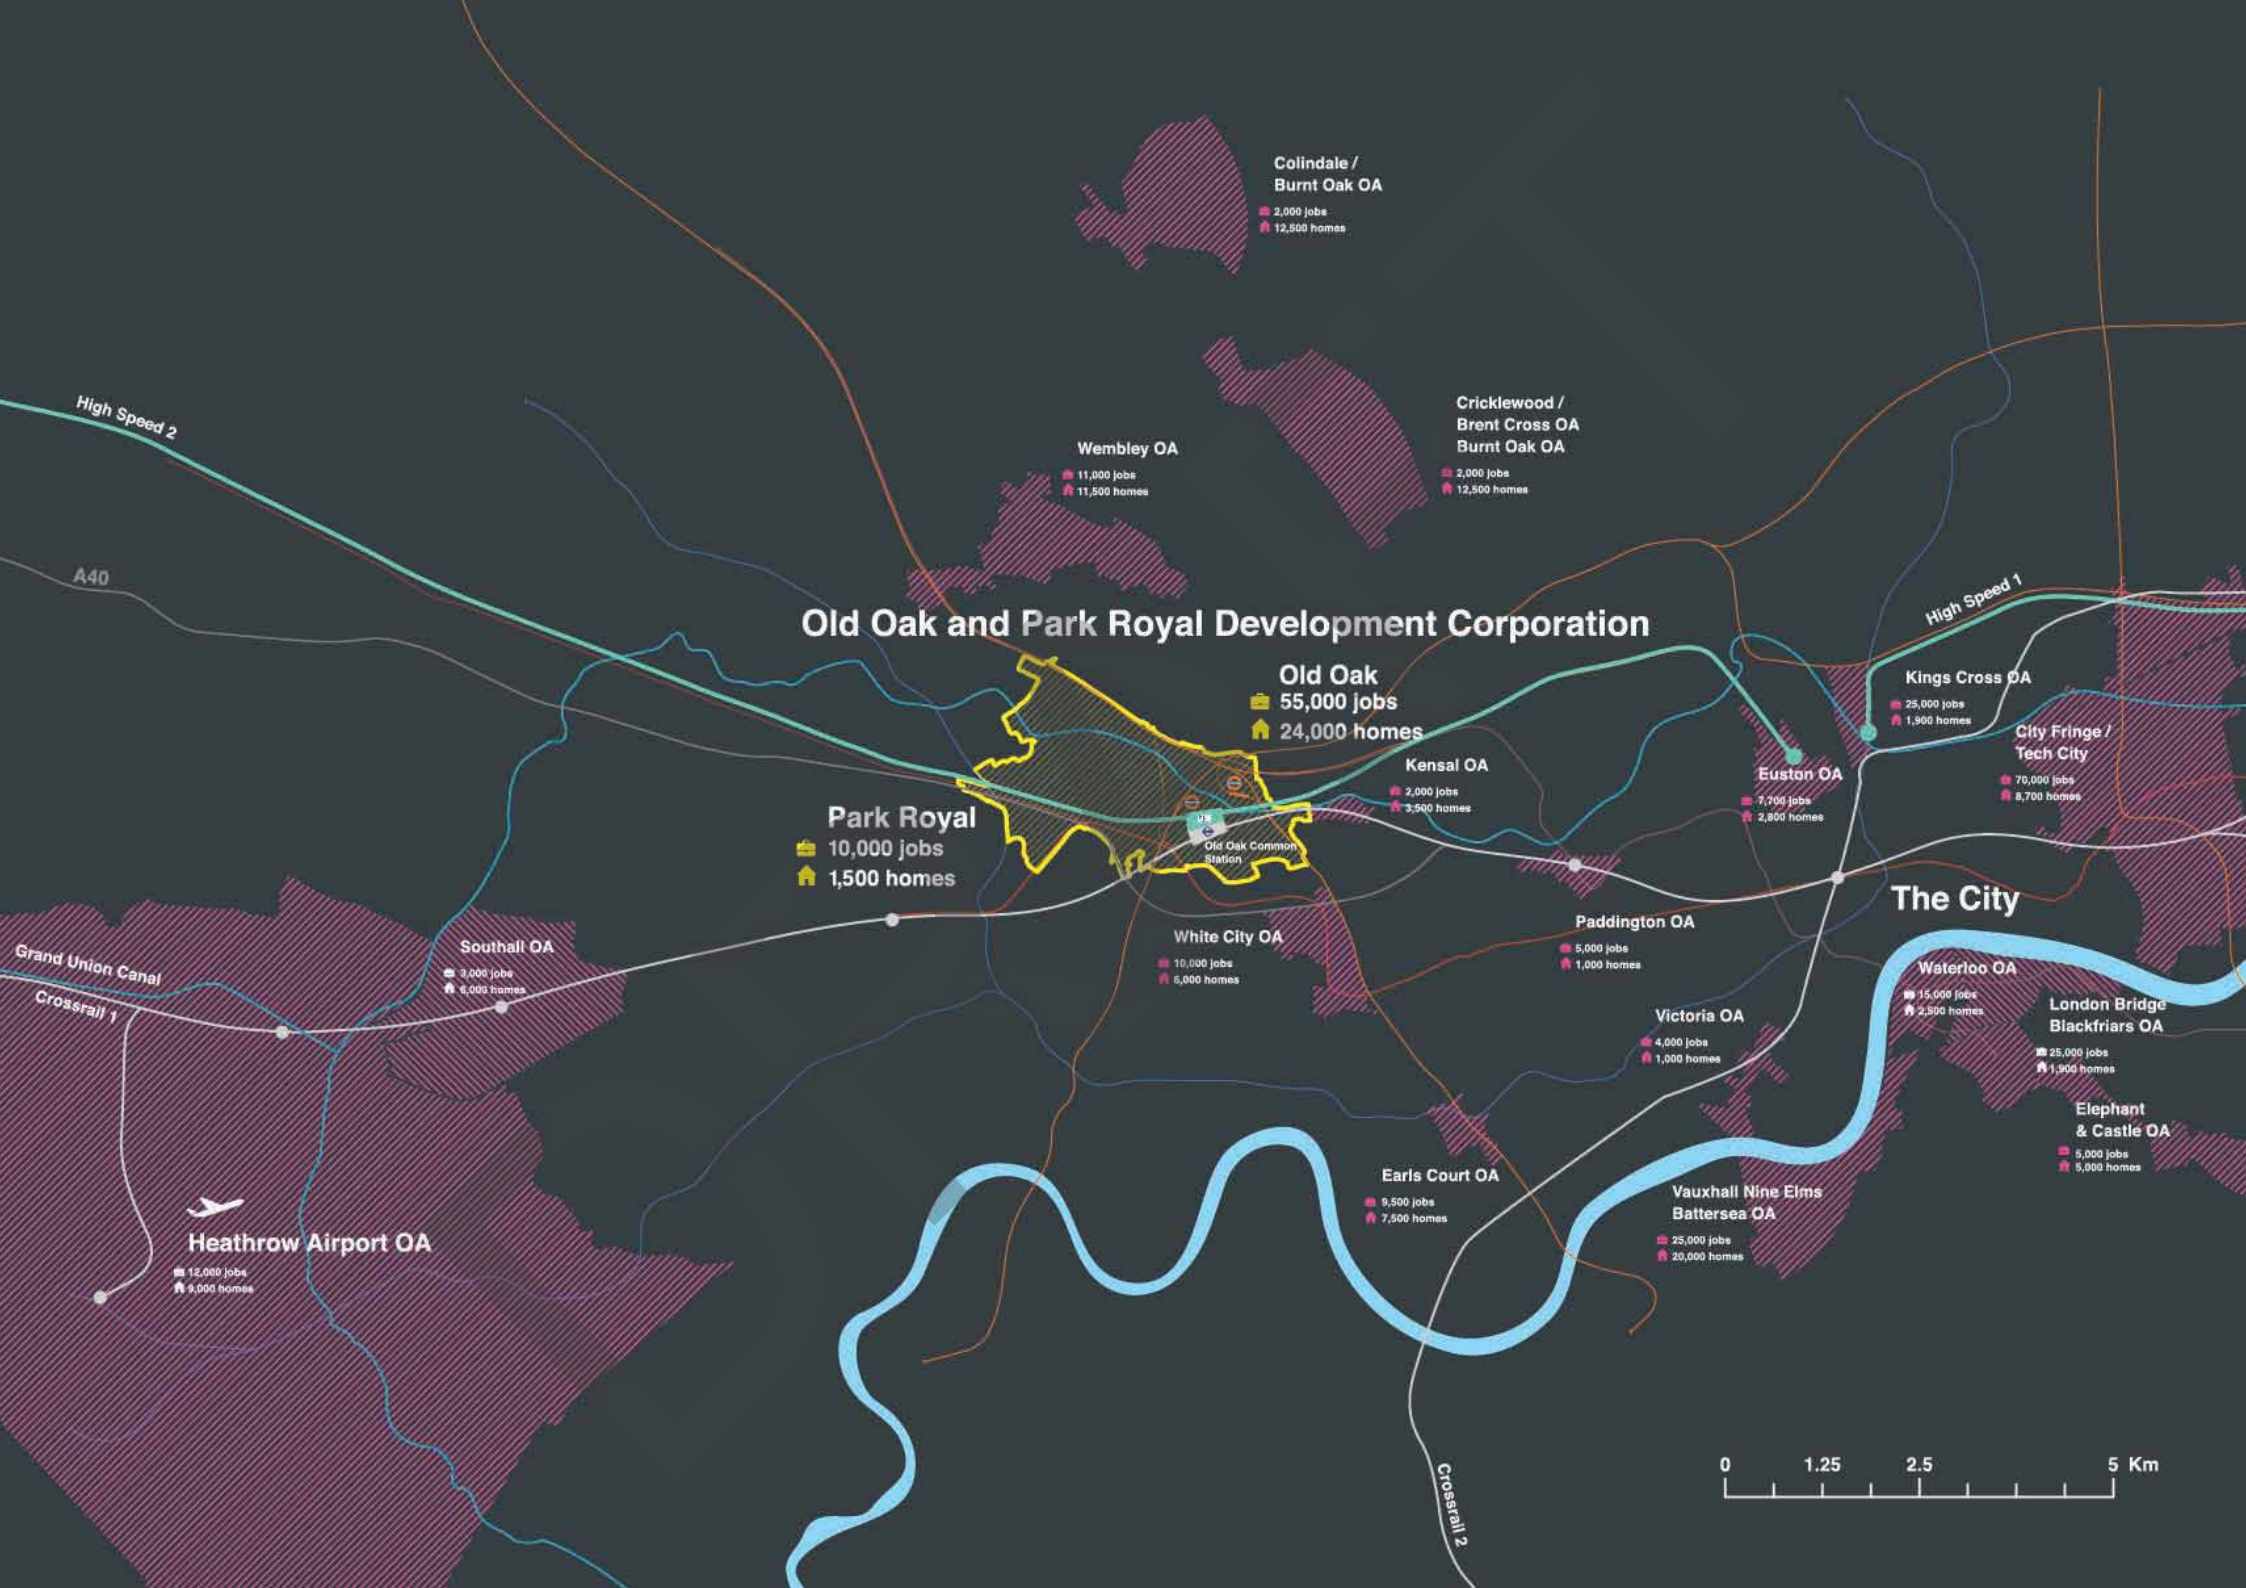 Colindale /
Burnt Oak OA
2,000 jobs
12,500 homes
Cricklewood /
Brent Cross OA
Burnt Oak OA
2,000 jobs
12,500 homes
Wembley OA
11,000 jobs
11,500 homes
High Speed 2
A40
High Speed 1
Old Oak and Park Royal Development Corporation
Old Oak
55,000 jobs
24,000 homes
Kings Cross OA
25,000 jobs
1,900 homes
City Fringe /
Tech City
70,000 jobs
8,700 homes
Kensal OA
2,000 jobs
3,500 homes
Euston OA
7,700 jobs
2,800 homes
Park Royal
10,000 jobs
1,500 homes
Old Oak Common
Station
The City
Paddington OA
5,000 jobs
1,000 homes
White City OA
10,000 jobs
6,000 homes
Southall OA
3,000 jobs
6,000 homes
Grand Union Canal
Crossrail 1
Waterloo OA
15,000 jobs
2,500 homes
London Bridge
Blackfriars OA
25,000 jobs
1,900 homes
Victoria OA
4,000 jobs
1,000 homes
Elephant
& Castle OA
5,000 jobs
5,000 homes
Earls Court OA
9,500 jobs
7,500 homes
Vauxhall Nine Elms
Battersea OA
25,000 jobs
20,000 homes
Heathrow Airport OA
12,000 jobs
9,000 homes
Crossrail 2
0 1.25 2.5 5 Km